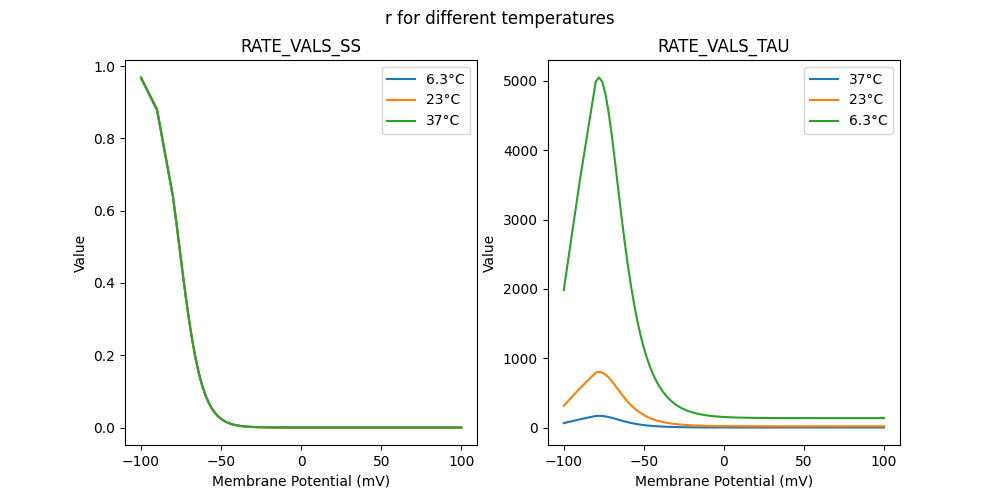 r for different temperatures
RATE_VALS_SS
RATE_VALS_TAU
1.0
0.8
0.6
0.4
0.2
0.0
Value
−100
−50
0
50
100
Membrane Potential (mV)
6.3°C
23°C
37°C
5000
4000
3000
2000
1000
0
Value
−100
−50
0
50
100
Membrane Potential (mV)
37°C
23°C
6.3°C